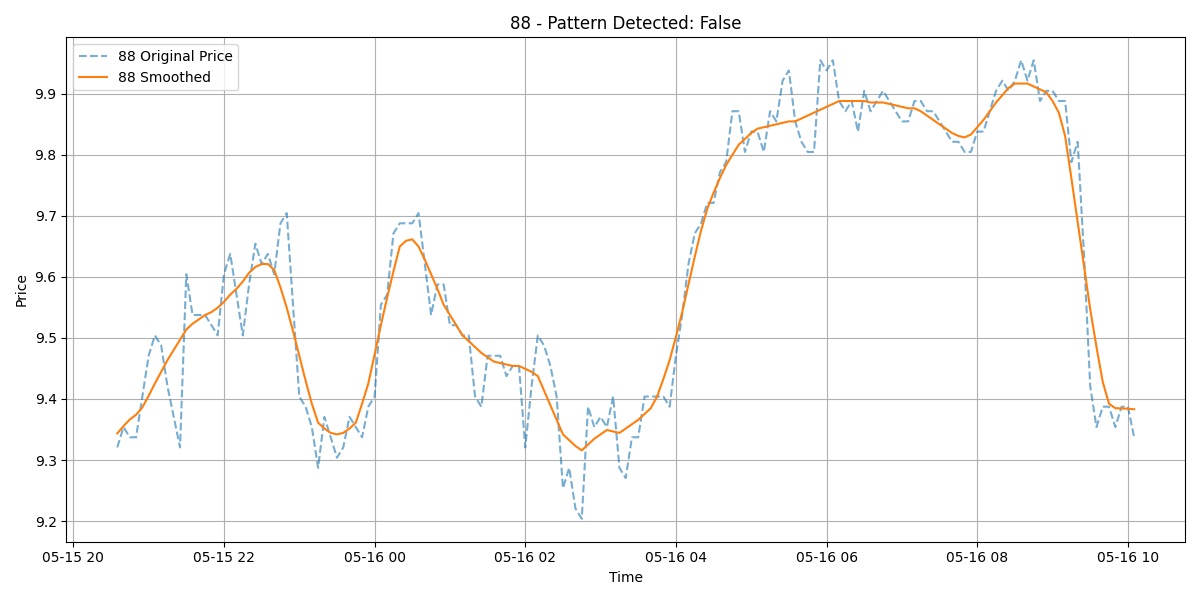 88 - Pattern Detected: False
88 Original Price
88 Smoothed
Price
9.9
9.8
9.7
9.6
9.5
9.4
9.3
9.2
05-15 20 05-15 22 05-16 00 05-16 02 05-16 04 05-16 06 05-16 08 05-16 10
Time